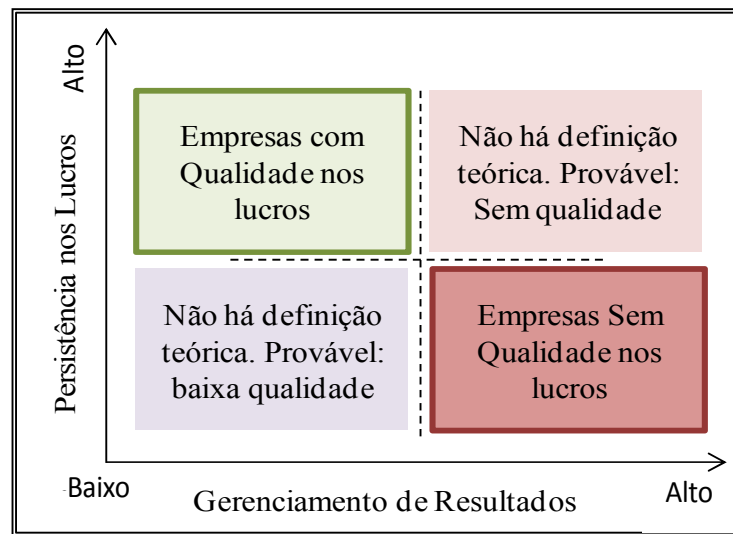 Alto
Persistência nos Lucros
Empresas com
Qualidade nos
lucros
Não há definição
teórica. Provável:
Sem qualidade
Não há definição
teórica. Provável:
baixa qualidade
Empresas Sem
Qualidade nos
lucros
Baixo
Gerenciamento de Resultados
Alto